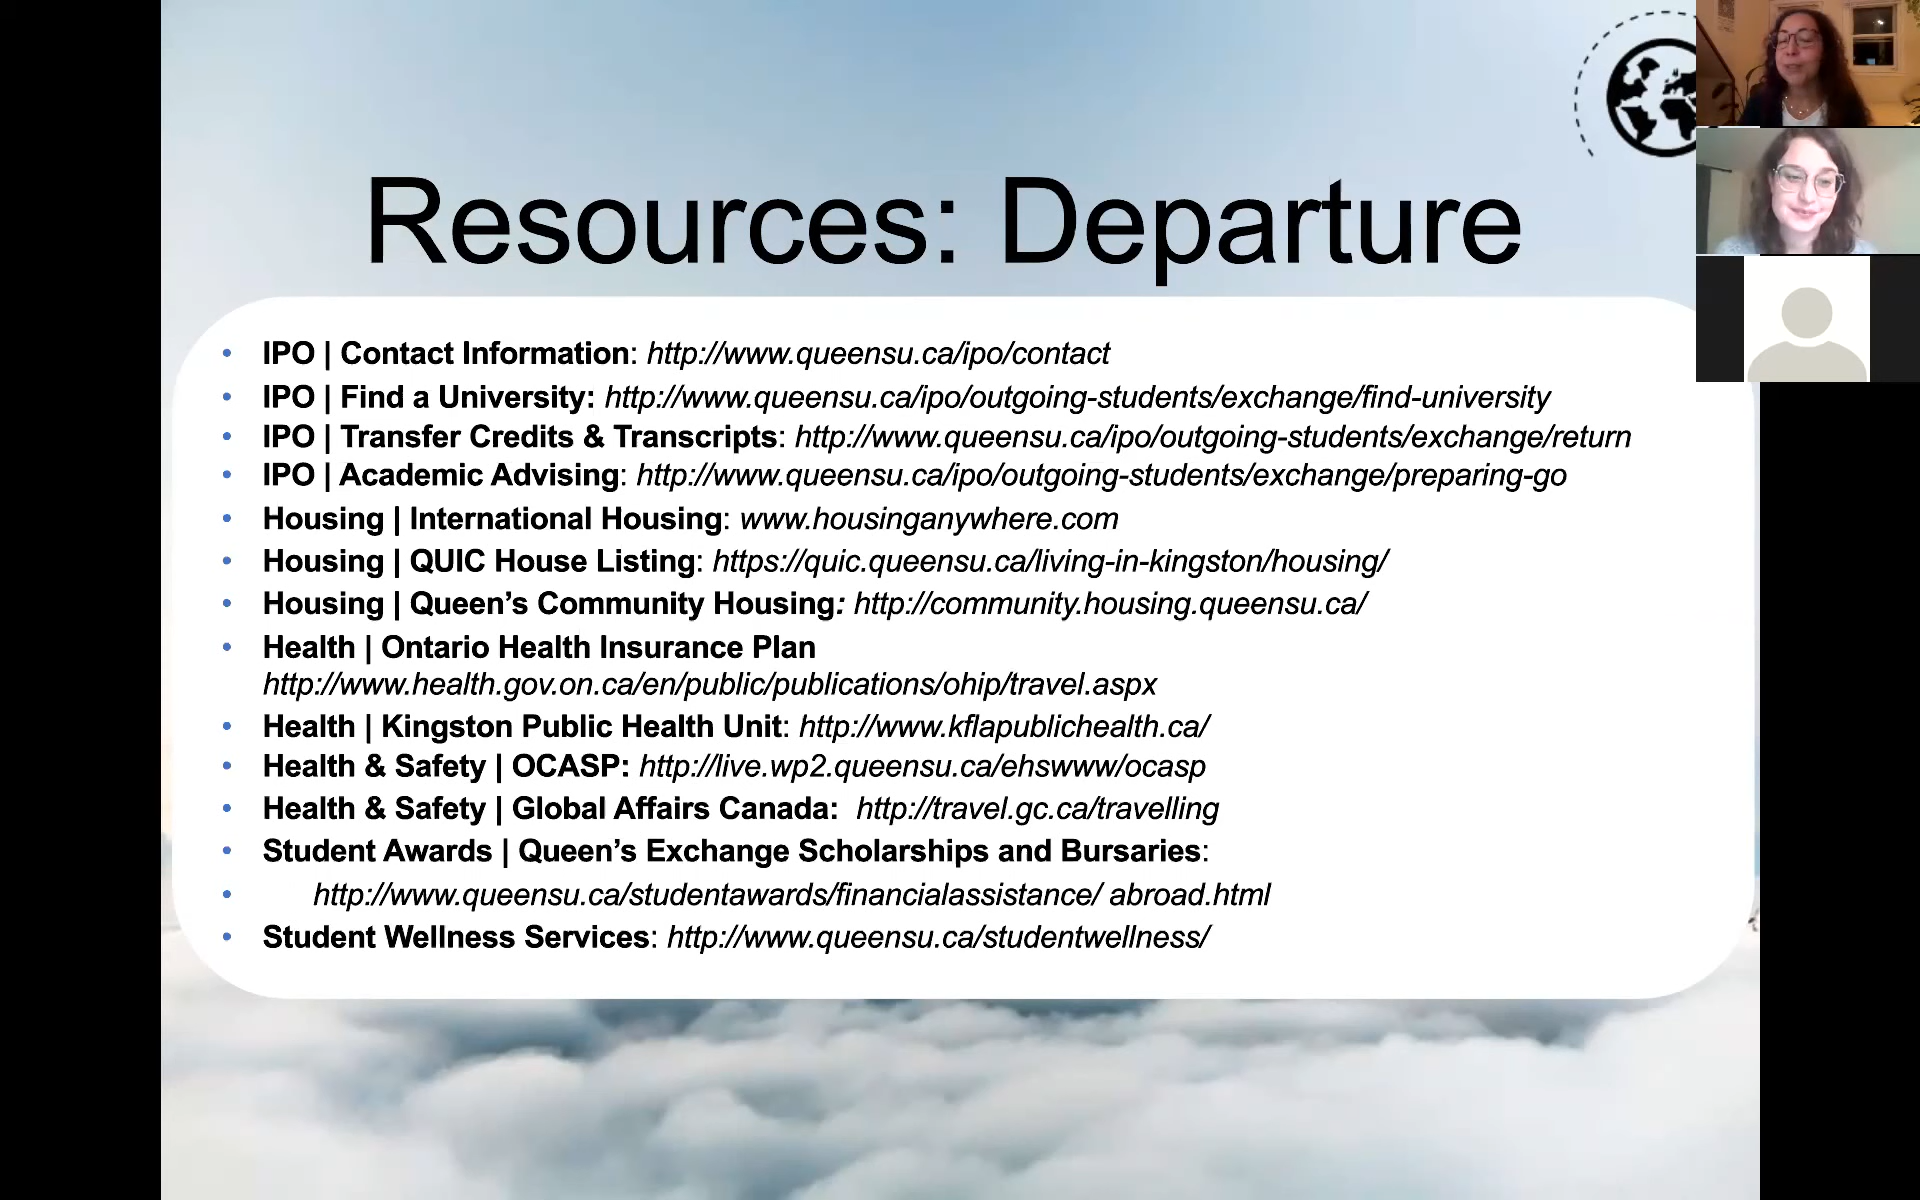 Resources: Departure
• IPO | Contact Information: http://www.queensu.ca/ipo/contact
• IPO | Find a University: http://www.queensu.ca/ipo/outgoing-students/exchange/find-university
• IPO | Transfer Credits & Transcripts: http://www.queensu.ca/ipo/outgoing-students/exchange/return
• IPO | Academic Advising: http://www.queensu.ca/ipo/outgoing-students/exchange/preparing-go
• Housing | International Housing: www.housinganywhere.com
• Housing | QUIC House Listing: https://quic.queensu.ca/living-in-kingston/housing/
• Housing | Queen’s Community Housing: http://community.housing.queensu.ca/
• Health | Ontario Health Insurance Plan
http://www.health.gov.on.ca/en/public/publications/ohip/travel.aspx
• Health | Kingston Public Health Unit: http://www.kflapublichealth.ca/
• Health & Safety | OCASP: http://live.wp2.queensu.ca/ehswww/ocasp
• Health & Safety | Global Affairs Canada: http://travel.gc.ca/travelling
• Student Awards | Queen’s Exchange Scholarships and Bursaries:
• http://www.queensu.ca/studentawards/financialassistance/ abroad.html
• Student Wellness Services: http://www.queensu.ca/studentwellness/